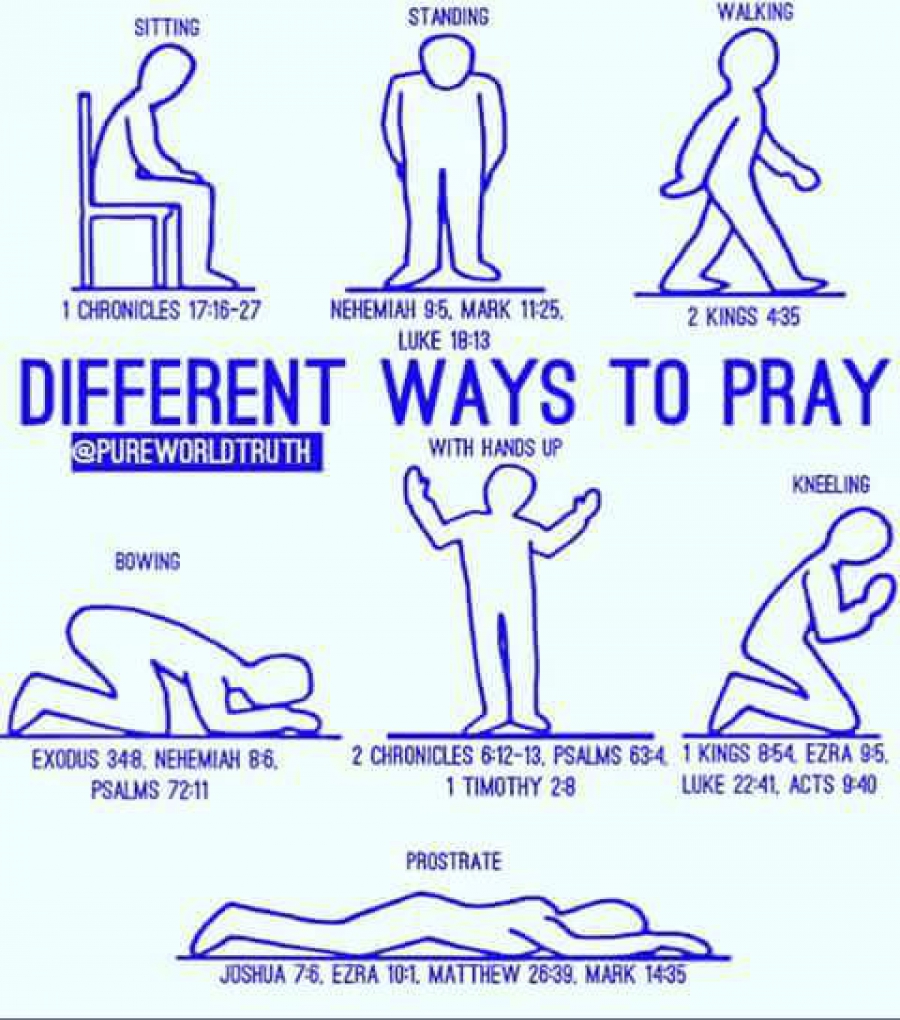 SITTING
STANDING
WALKING
1 CHRONICLES 17:16-27
NEHEMIAH 9:5, MARK 11:25,
LUKE 18:13
2 KINGS 4:35
DIFFERENT WAYS TO PRAY
@PUREWORLDTRUTH
WITH HANDS UP
KNEELING
BOWING
EXODUS 34:8, NEHEMIAH 8:6,
PSALMS 72:11
2 CHRONICLES 6:12-13, PSALMS 63:4,
1 TIMOTHY 2:8
1 KINGS 8:54, EZRA 9:5,
LUKE 22:41, ACTS 9:40
PROSTRATE
JOSHUA 7:6, EZRA 10:1, MATTHEW 26:39, MARK 14:35